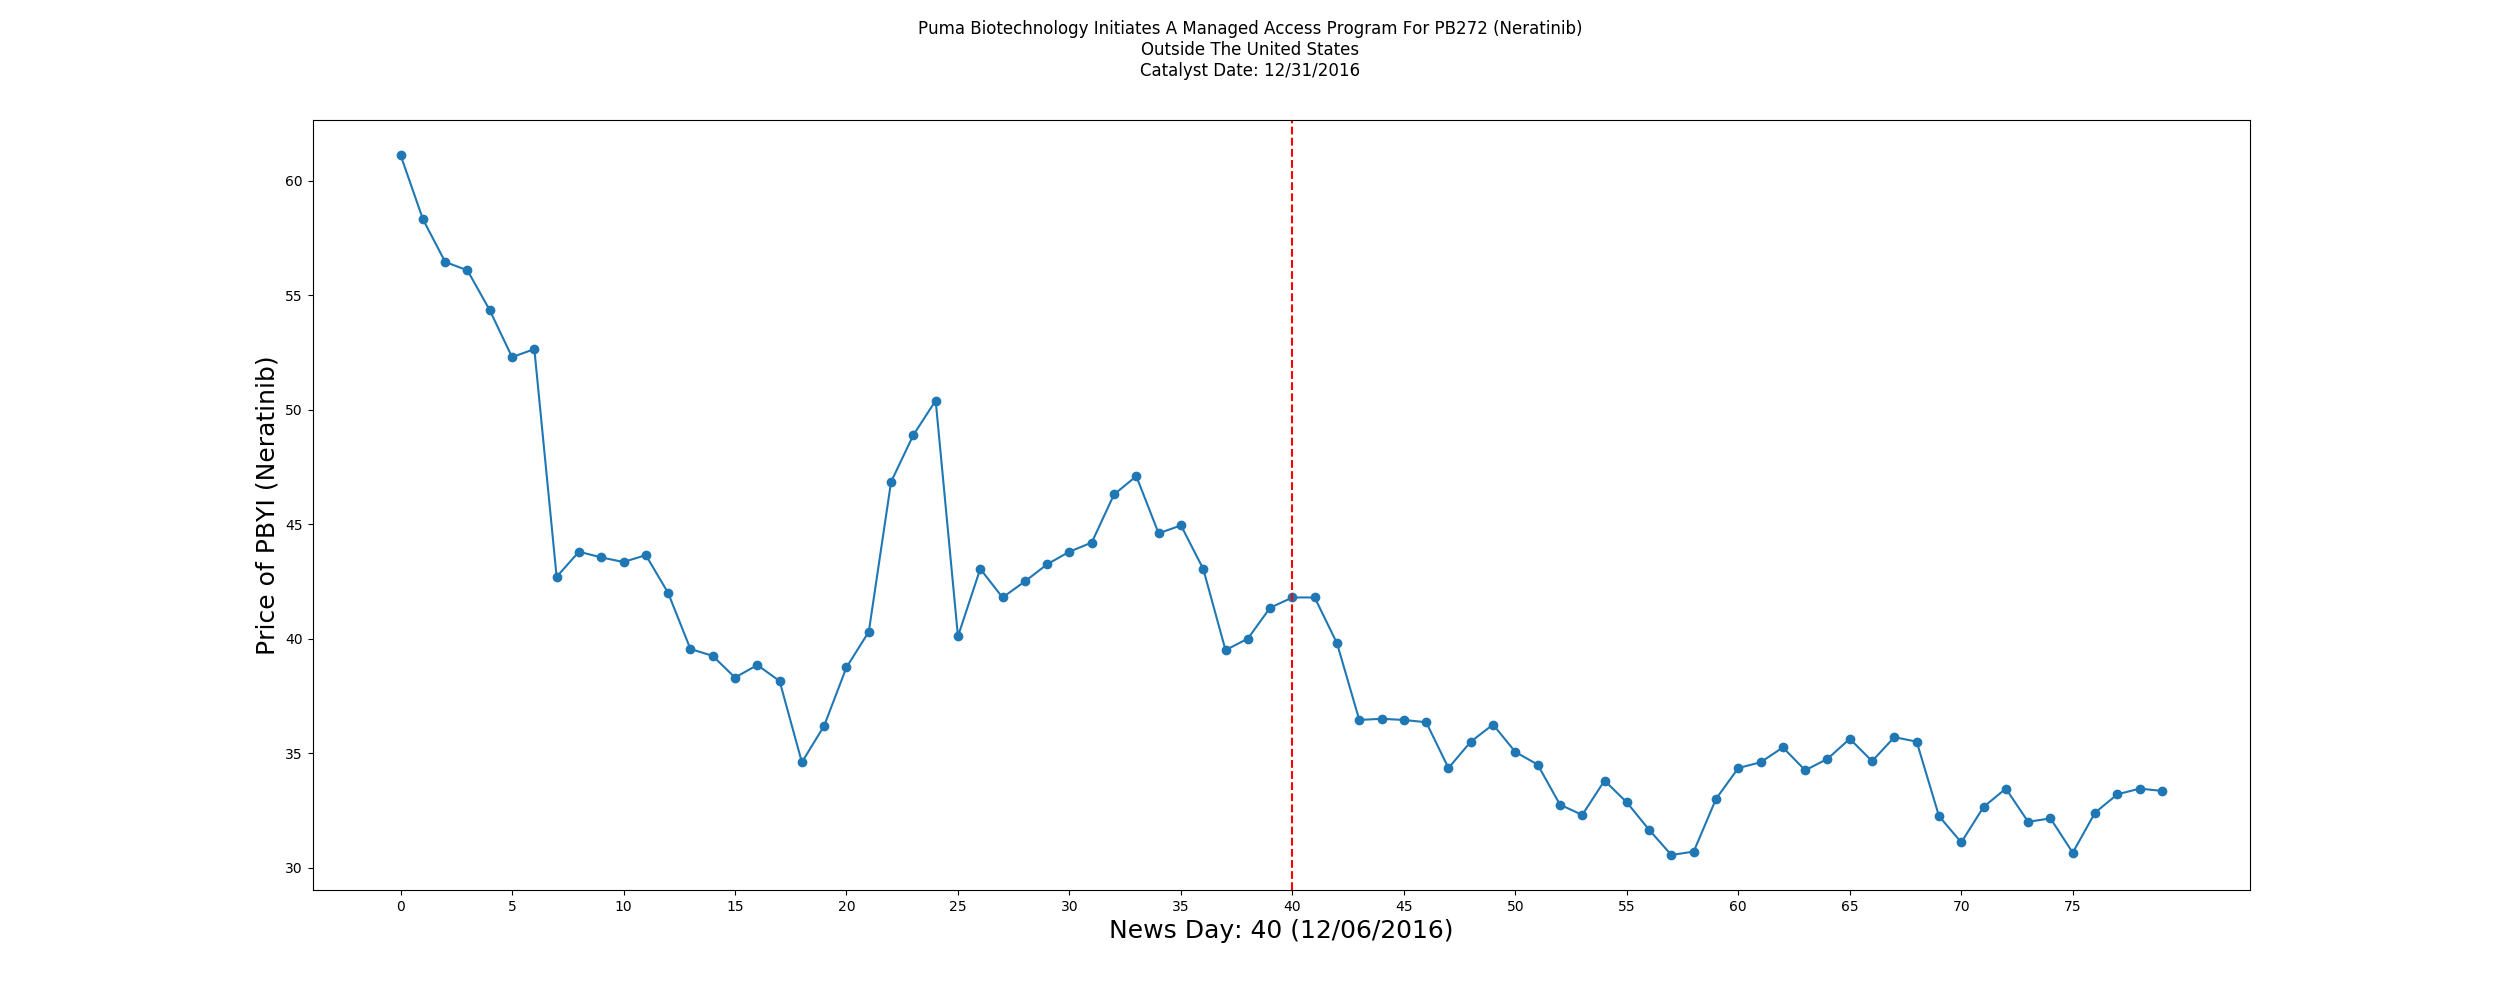 Puma Biotechnology Initiates A Managed Access Program For PB272 (Neratinib)
Outside The United States
Catalyst Date: 12/31/2016
Price of PBYI (Neratinib)
60
55
50
45
40
35
30
0 5 10 15 20 25 30 35 40 45 50 55 60 65 70 75
News Day: 40 (12/06/2016)